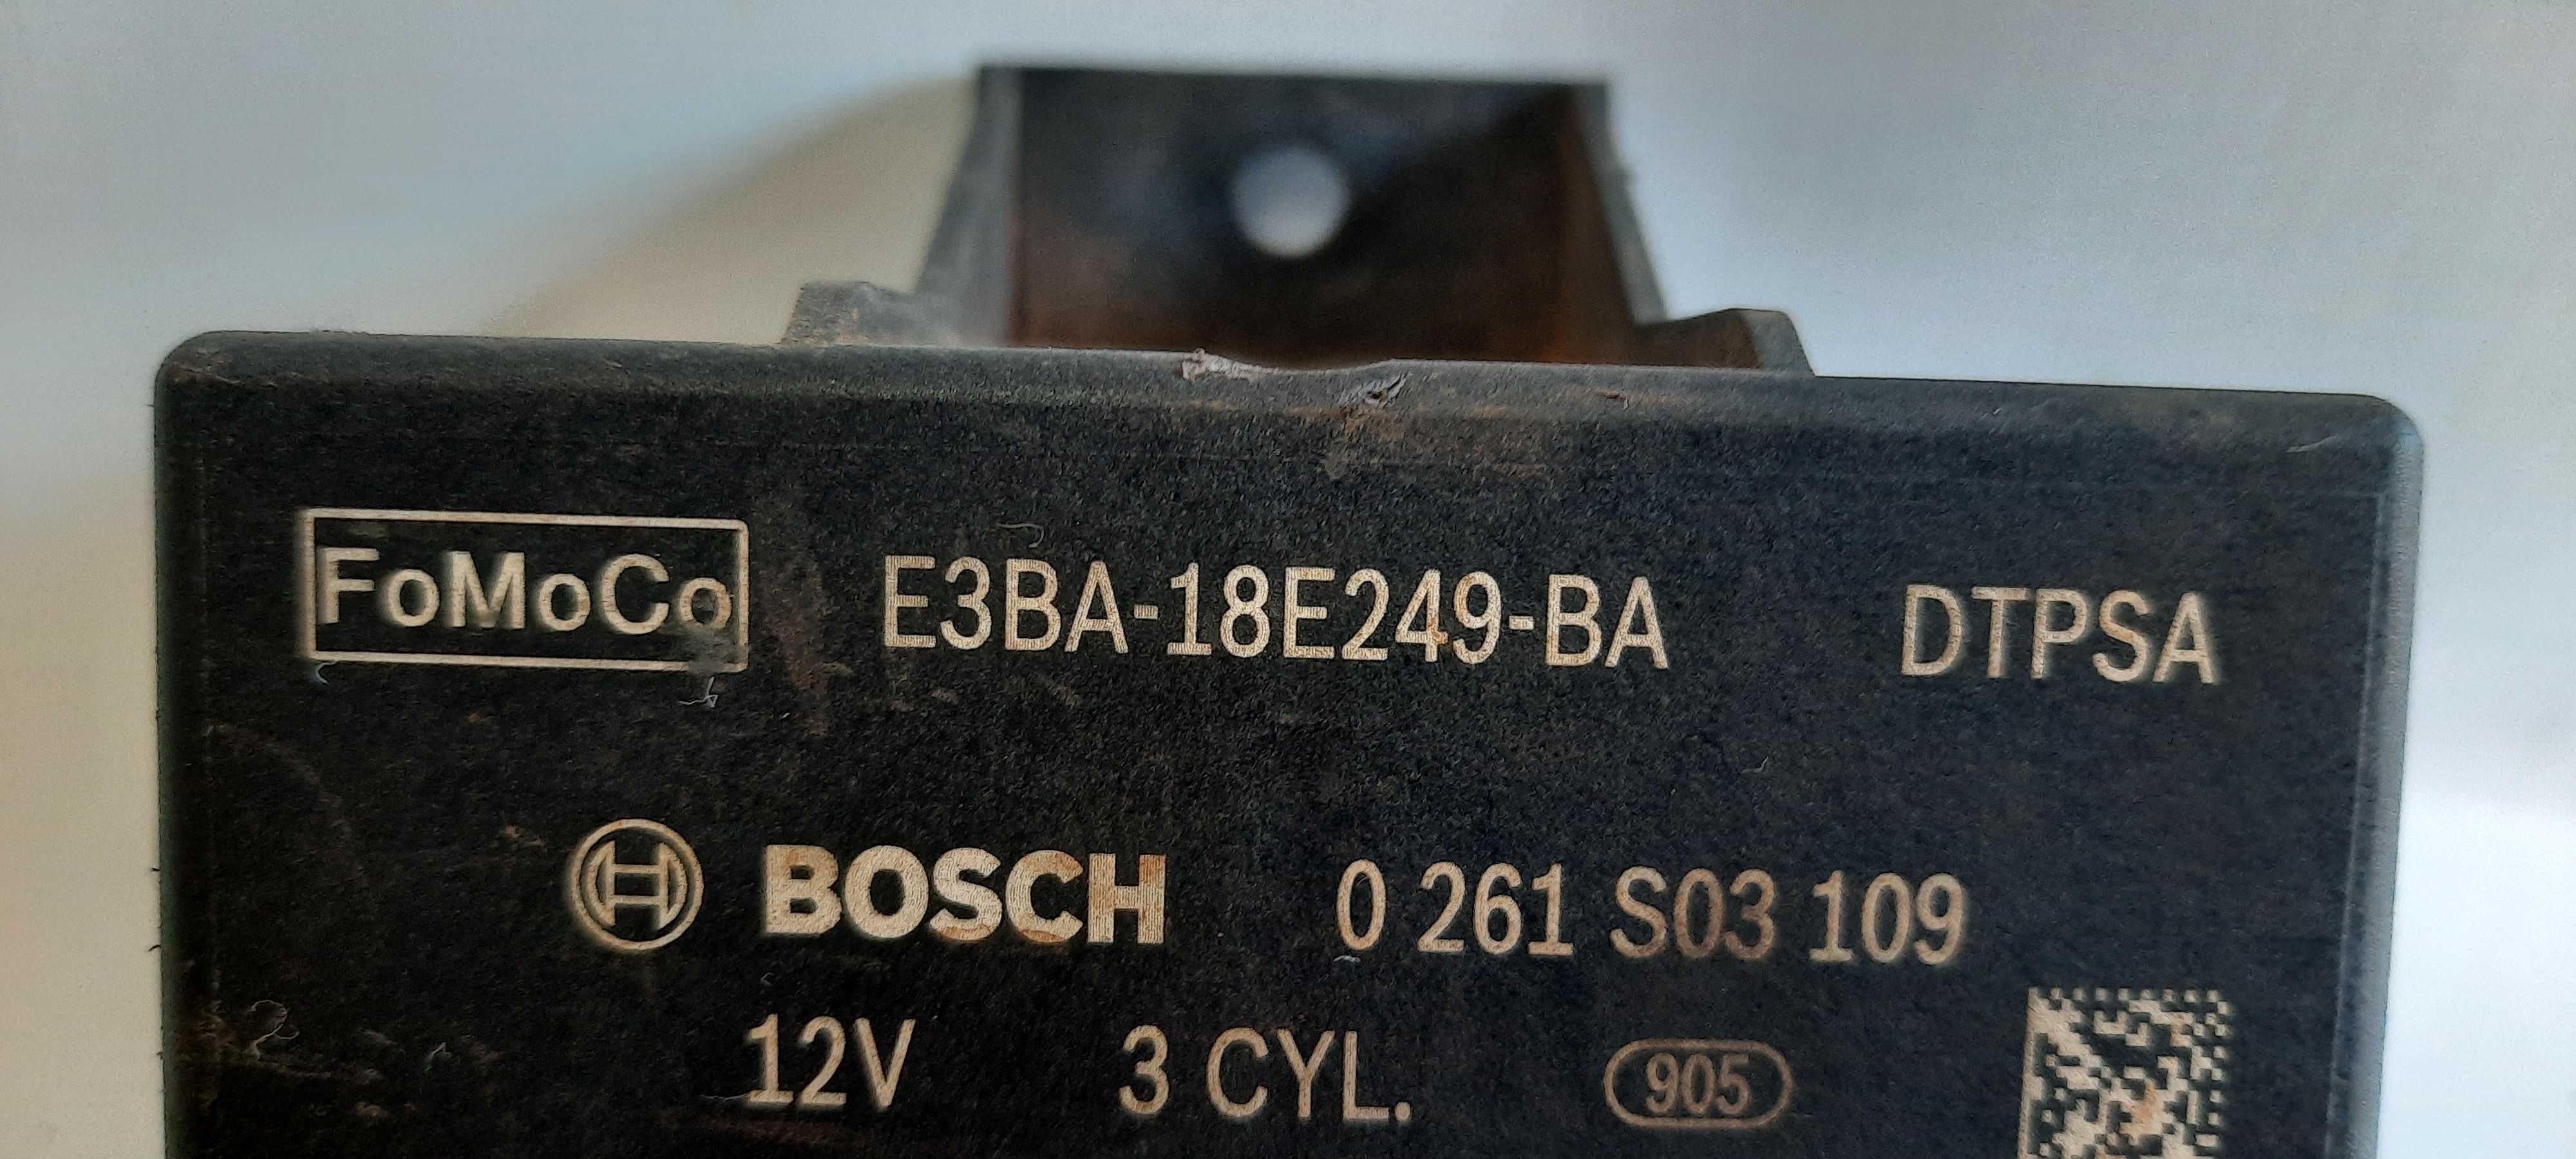 FoMoCo E3BA-18E249-BA DTPSA
BOSCH 0 261 S03 109
12V 3 CYL. 905